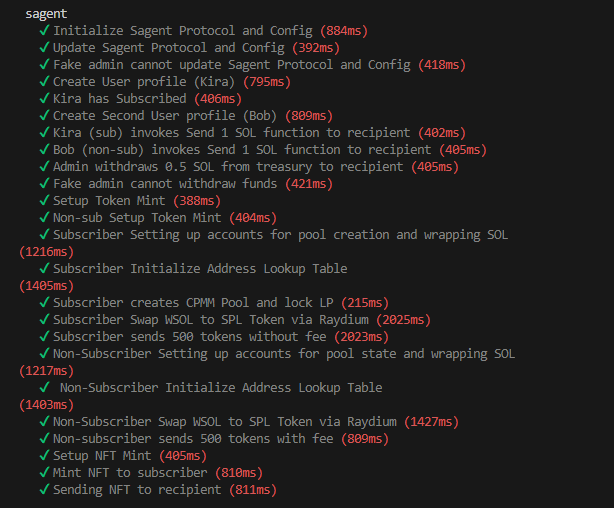 sagent
✓ Initialize Sagent Protocol and Config (884ms)
✓ Update Sagent Protocol and Config (392ms)
✓ Fake admin cannot update Sagent Protocol and Config (418ms)
✓ Create User profile (Kira) (795ms)
✓ Kira has Subscribed (406ms)
✓ Create Second User profile (Bob) (809ms)
✓ Kira (sub) invokes Send 1 SOL function to recipient (402ms)
✓ Bob (non-sub) invokes Send 1 SOL function to recipient (405ms)
✓ Admin withdraws 0.5 SOL from treasury to recipient (405ms)
✓ Fake admin cannot withdraw funds (421ms)
✓ Setup Token Mint (388ms)
✓ Non-sub Setup Token Mint (404ms)
✓ Subscriber Setting up accounts for pool creation and wrapping SOL
(1216ms)
✓ Subscriber Initialize Address Lookup Table
(1405ms)
✓ Subscriber creates CPMM Pool and lock LP (215ms)
✓ Subscriber Swap WSOL to SPL Token via Raydium (2025ms)
✓ Subscriber sends 500 tokens without fee (2023ms)
✓ Non-Subscriber Setting up accounts for pool state and wrapping SOL
(1217ms)
✓  Non-Subscriber Initialize Address Lookup Table
(1403ms)
✓ Non-Subscriber Swap WSOL to SPL Token via Raydium (1427ms)
✓ Non-subscriber sends 500 tokens with fee (809ms)
✓ Setup NFT Mint (405ms)
✓ Mint NFT to subscriber (810ms)
✓ Sending NFT to recipient (811ms)